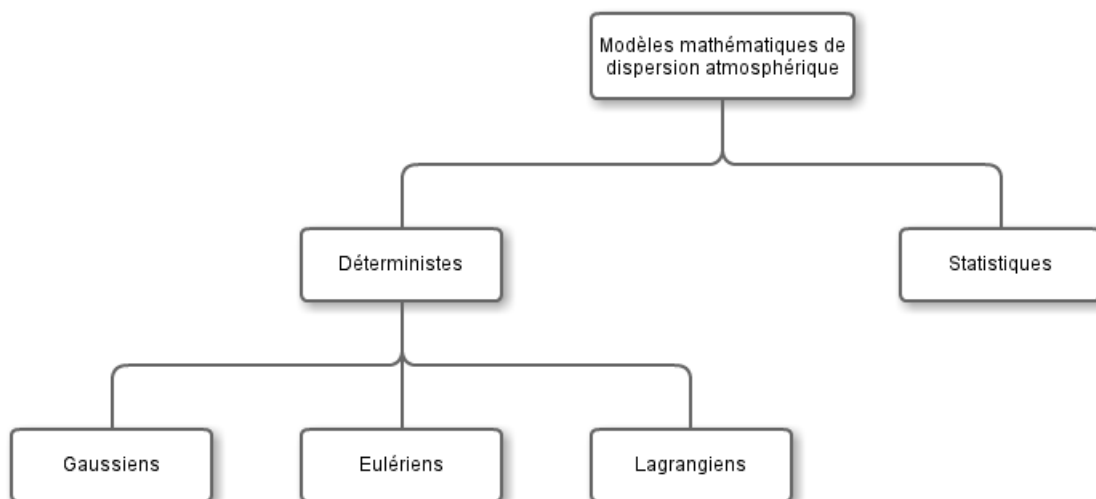 Modèles mathématiques de
dispersion atmosphérique
Déterministes
Statistiques
Gaussiens
Eulériens
Lagrangiens